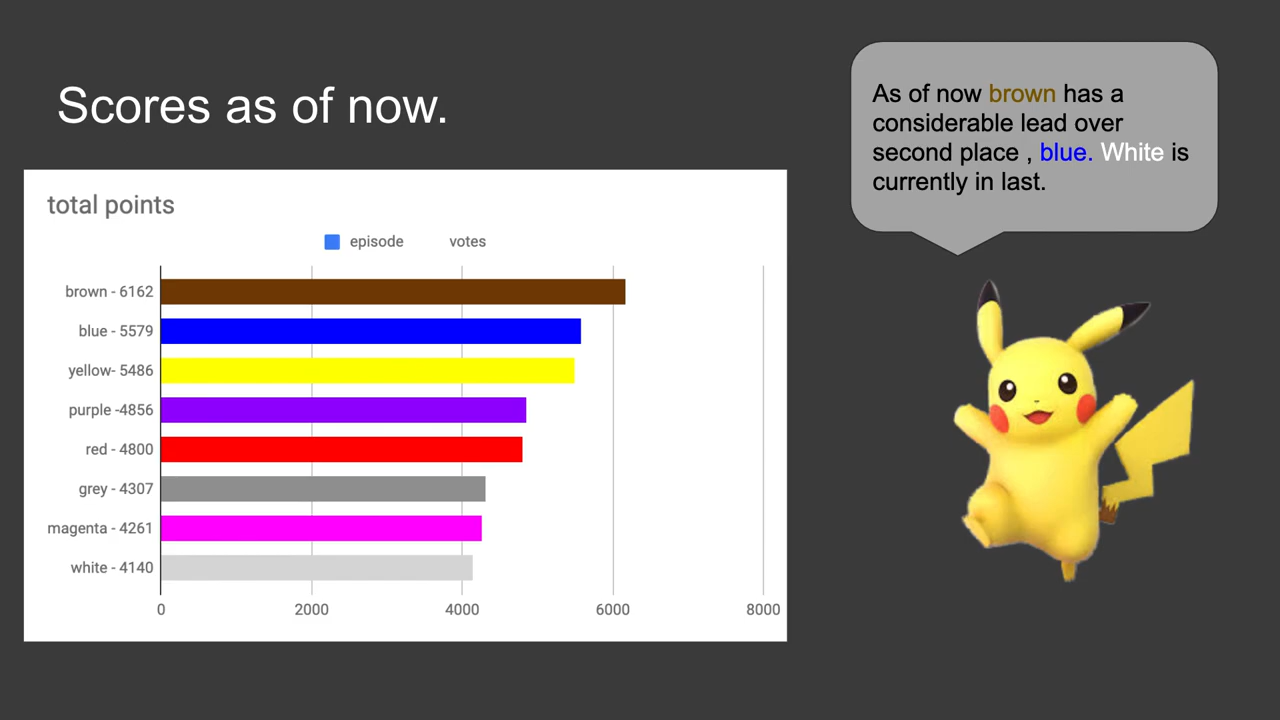 Scores as of now.
As of now brown has a
considerable lead over
second place , blue. White is
currently in last.
total points
episode votes
brown - 6162
blue - 5579
yellow- 5486
purple -4856
red - 4800
grey - 4307
magenta - 4261
white - 4140
0 2000 4000 6000 8000